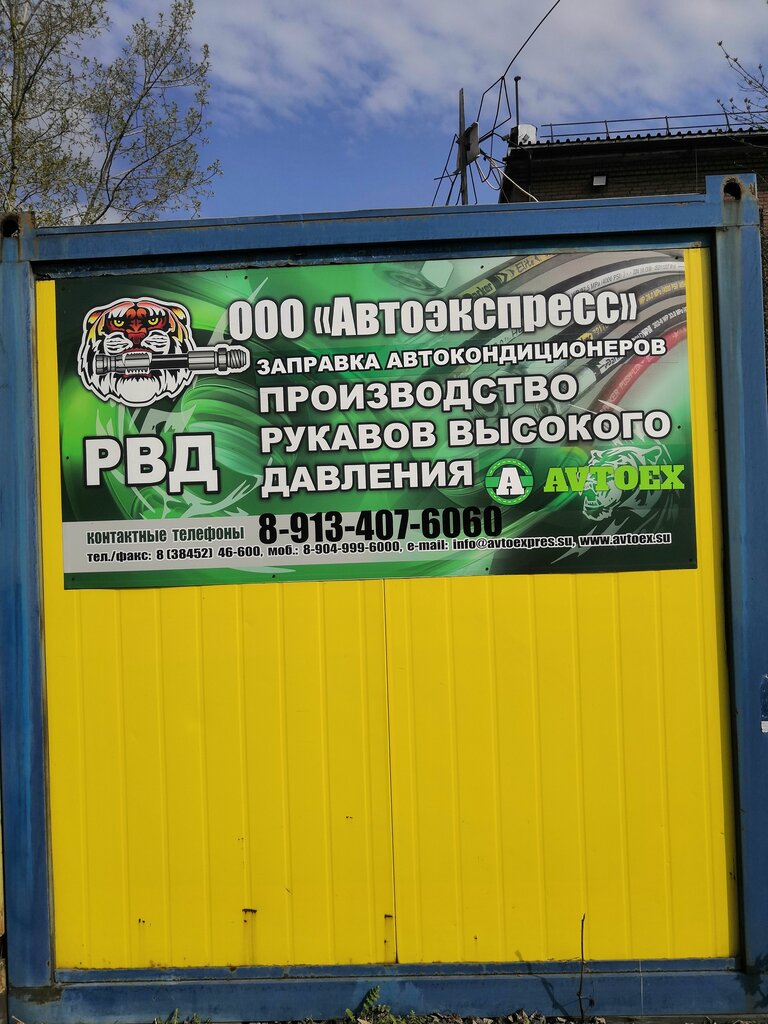 ООО «Автоэкспресс»
ЗАПРАВКА АВТОКОНДИЦИОНЕРОВ
ПРОИЗВОДСТВО
РУКАВОВ ВЫСОКОГО
ДАВЛЕНИЯ
РВД
A AVTOEX
контактные телефоны 8-913-407-6060
тел./факс: 8 (38452) 46-600, моб.: 8-904-999-6000, e-mail: info@avtoexpres.su, www.avtoex.su